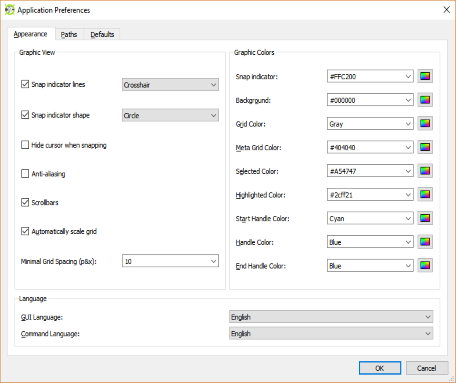 Application Preferences
Appearance Paths Defaults
Graphic View
Snap indicator lines Crosshair
Snap indicator shape Circle
Hide cursor when snapping
Anti-aliasing
Scrollbars
Automatically scale grid
Minimal Grid Spacing (px): 10
Graphic Colors
Snap indicator: #FFC200
Background: #000000
Grid Color: Gray
Meta Grid Color: #404040
Selected Color: #A54747
Highlighted Color: #2cff21
Start Handle Color: Cyan
Handle Color: Blue
End Handle Color: Blue
Language
GUI Language: English
Command Language: English
OK Cancel